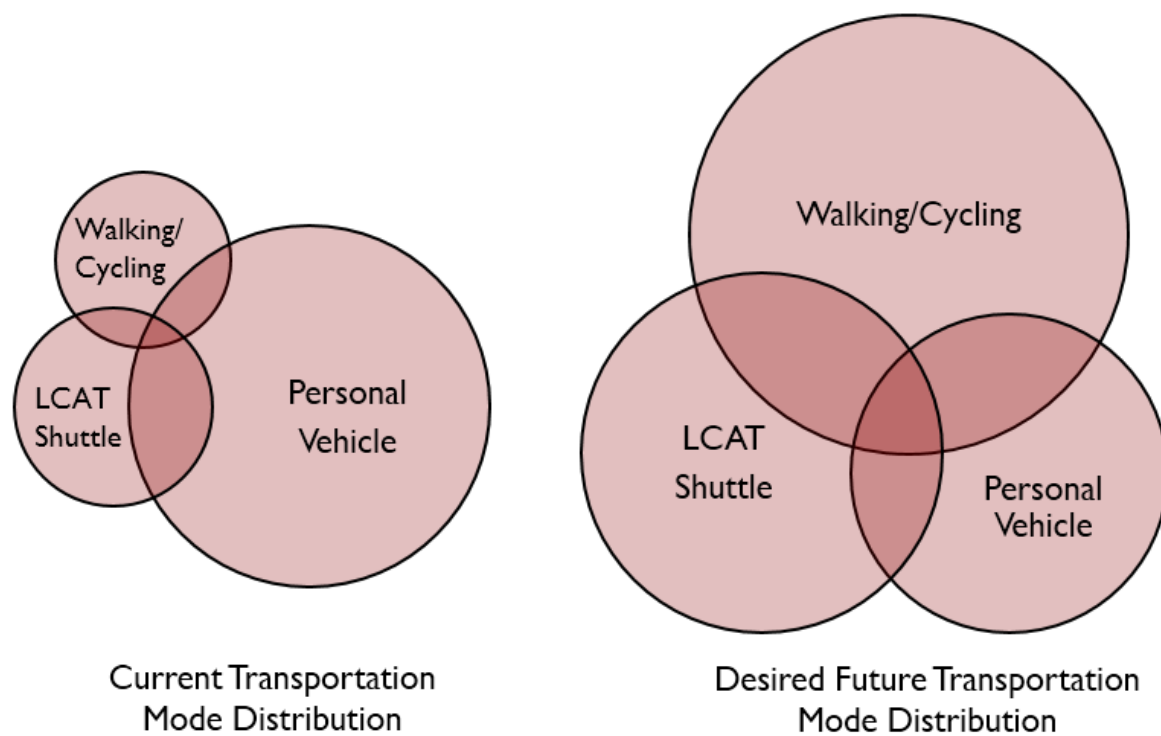 Walking/
Cycling
LCAT
Shuttle
Personal
Vehicle
Current Transportation
Mode Distribution
Walking/Cycling
LCAT
Shuttle
Personal
Vehicle
Desired Future Transportation
Mode Distribution